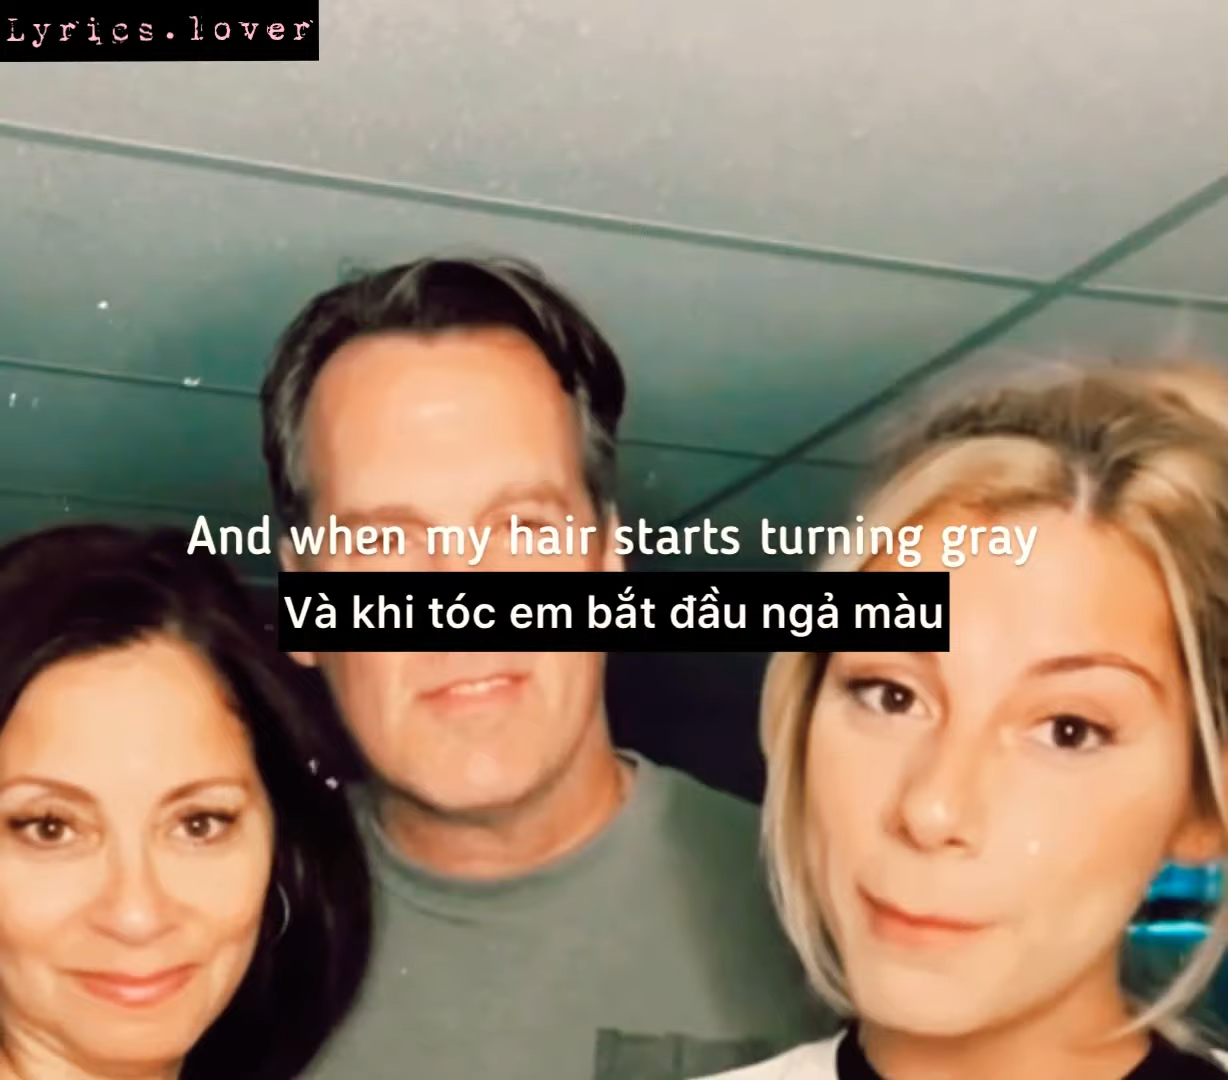 Lyrics.lover
And when my hair starts turning gray
Và khi tóc em bắt đầu ngả màu